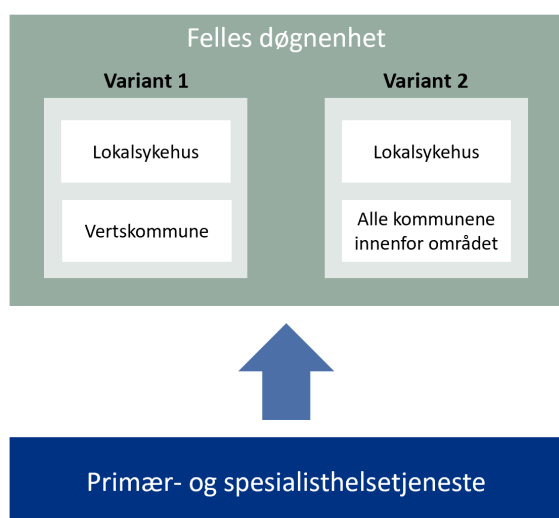 Felles døgnenhet
Variant 1
Lokalsykehus
Vertskommune
Variant 2
Lokalsykehus
Alle kommunene
innenfor området
Primær- og spesialisthelsetjeneste